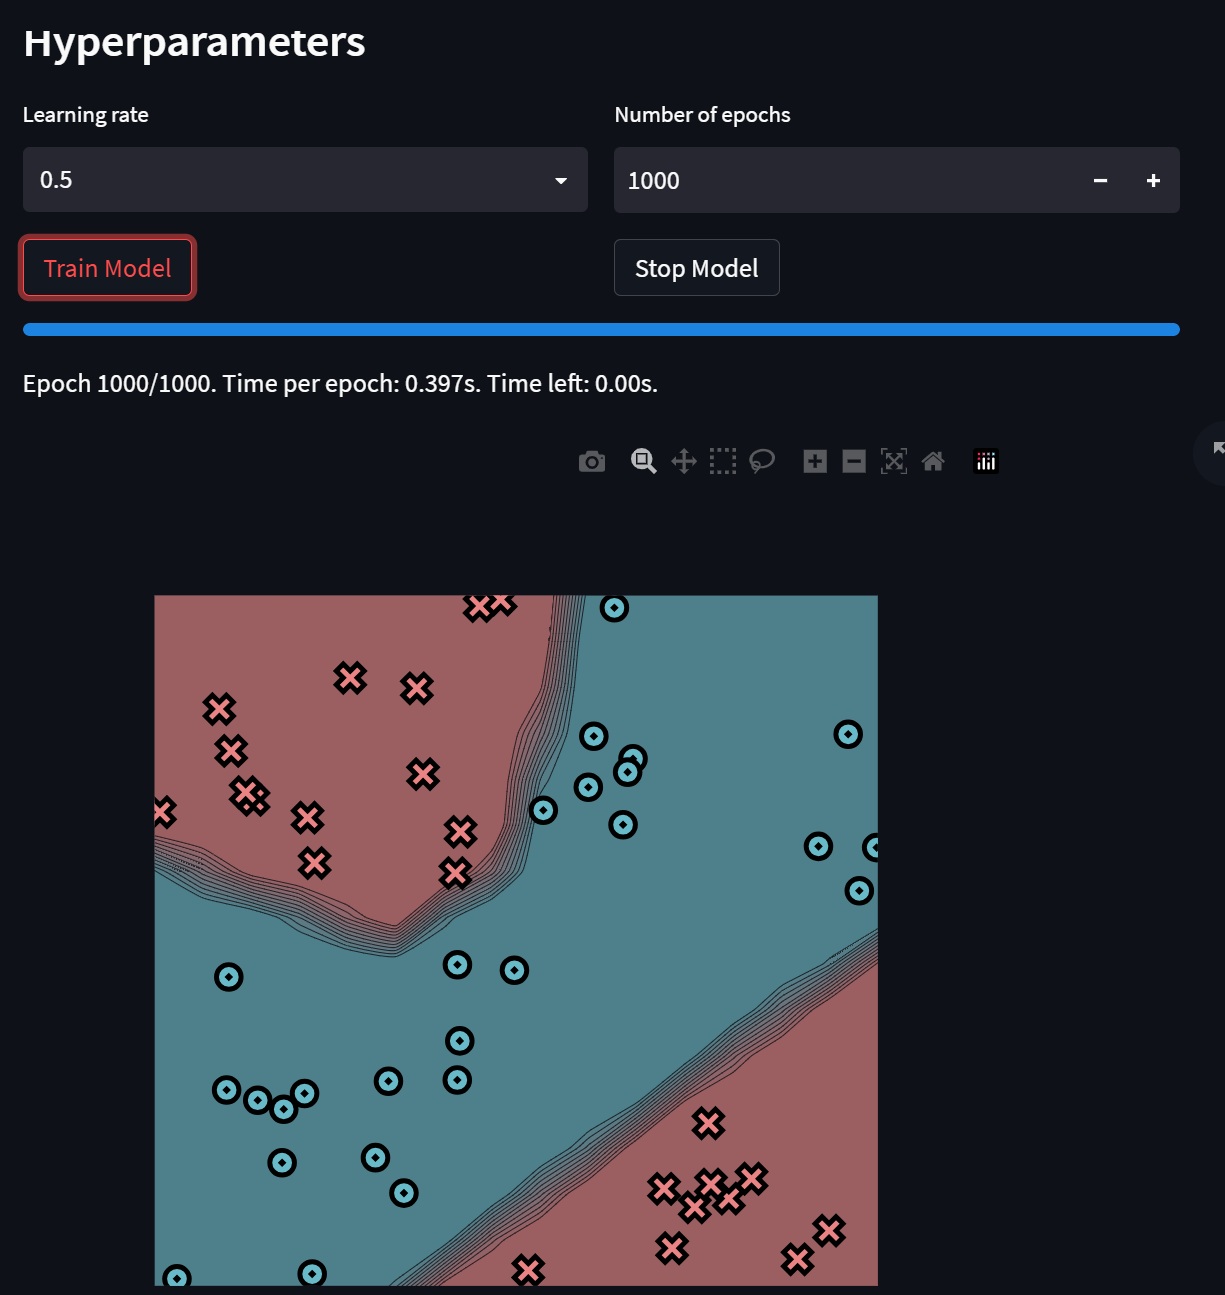 Hyperparameters
Learning rate
Number of epochs
0.5
1000
Train Model
Stop Model
Epoch 1000/1000. Time per epoch: 0.397s. Time left: 0.00s.